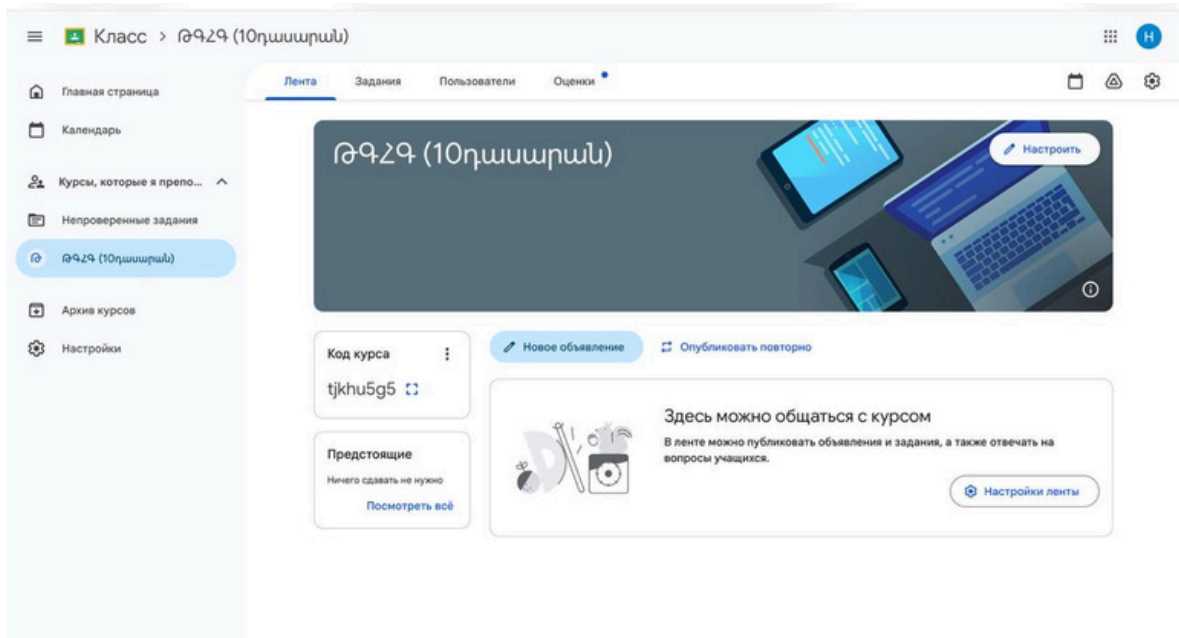 Класс > ԹԳՀԳ (10դասարան)
Н
Главная страница
Календарь
Курсы, которые я препо...
Непроверенные задания
Թ ԹԳՀԳ (10դասարան)
Архив курсов
Настройки
Лента Задания Пользователи Оценки
ԹԳՀԳ (10դասարան)
Настроить
Код курса
tjkhu5g5
Предстоящие
Ничего сдавать не нужно
Посмотреть всё
Новое объявление Опубликовать повторно
Здесь можно общаться с курсом
В ленте можно публиковать объявления и задания, а также отвечать на
вопросы учащихся.
Настройки ленты